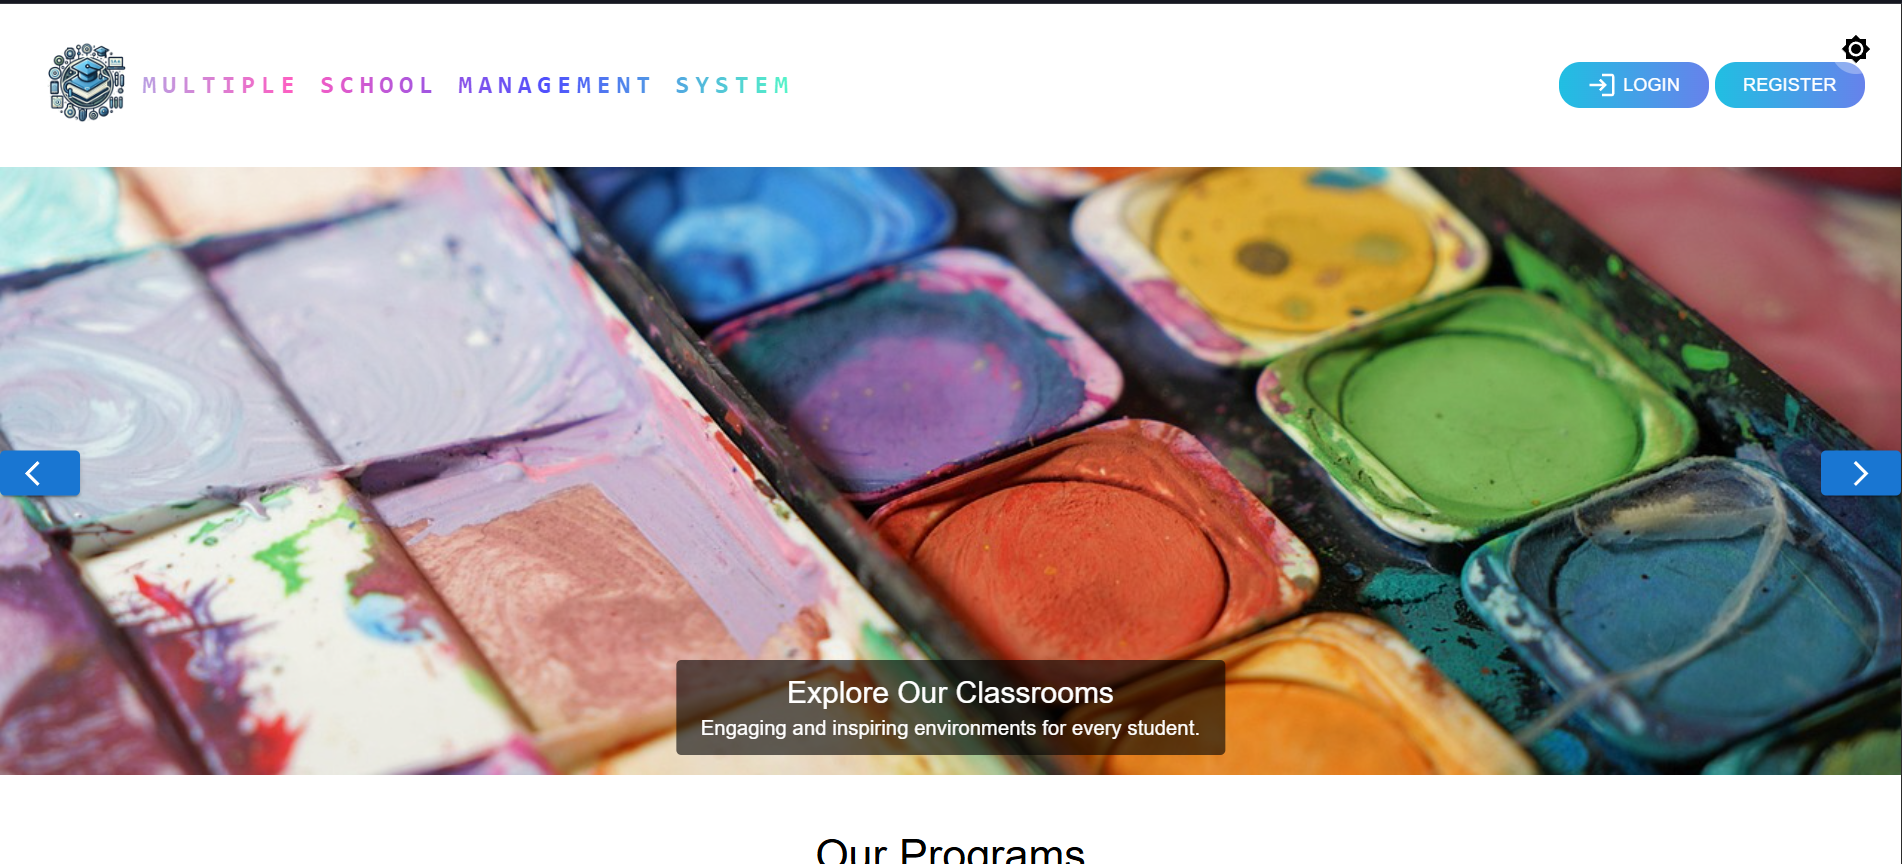 MULTIPLE SCHOOL MANAGEMENT SYSTEM
LOGIN
REGISTER
Explore Our Classrooms
Engaging and inspiring environments for every student.
Our Programs